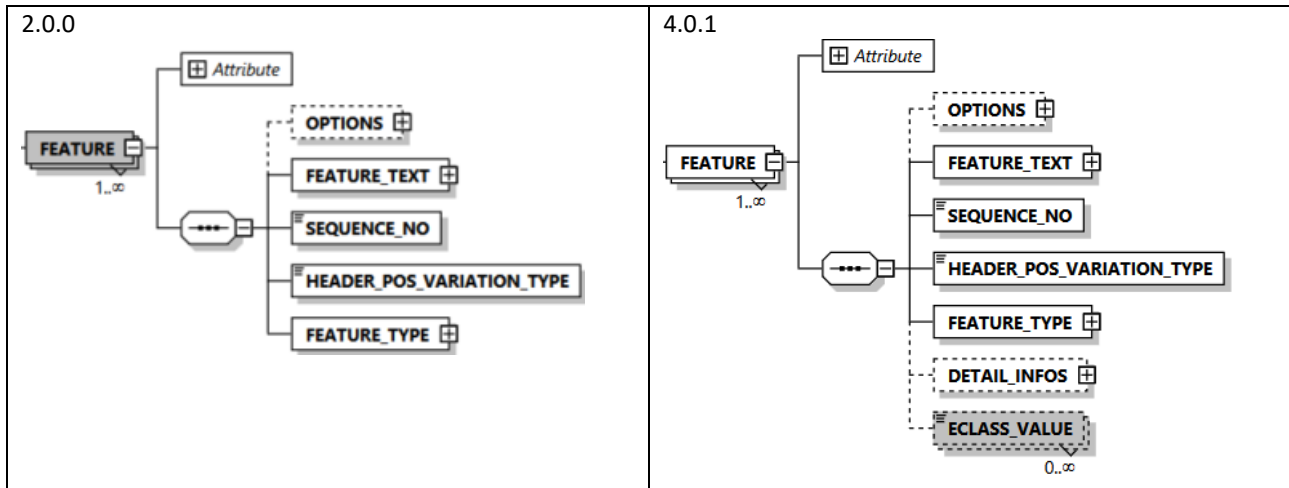 2.0.0
Attribute
OPTIONS
FEATURE
1..∞
FEATURE_TEXT
SEQUENCE_NO
HEADER_POS_VARIATION_TYPE
FEATURE_TYPE
4.0.1
Attribute
OPTIONS
FEATURE
1..∞
FEATURE_TEXT
SEQUENCE_NO
HEADER_POS_VARIATION_TYPE
FEATURE_TYPE
DETAIL_INFOS
ECLASS_VALUE
0..∞